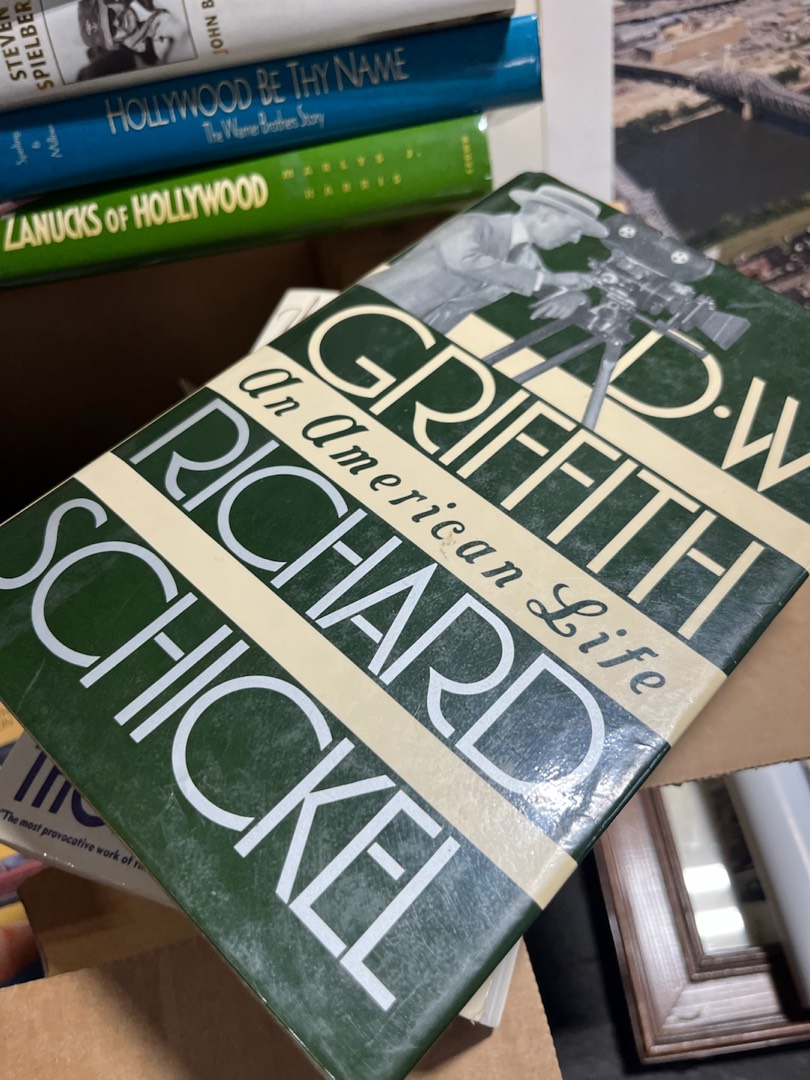 STEVEN
SPIELBER
JOHN B
HOLLYWOOD BE THY NAME
The Warner Brothers Story
ZANUCKS OF HOLLYWOOD
HARRIS
D·W
GRIFFITH
An American Life
RICHARD
SCHICKEL
"The most provocative work of